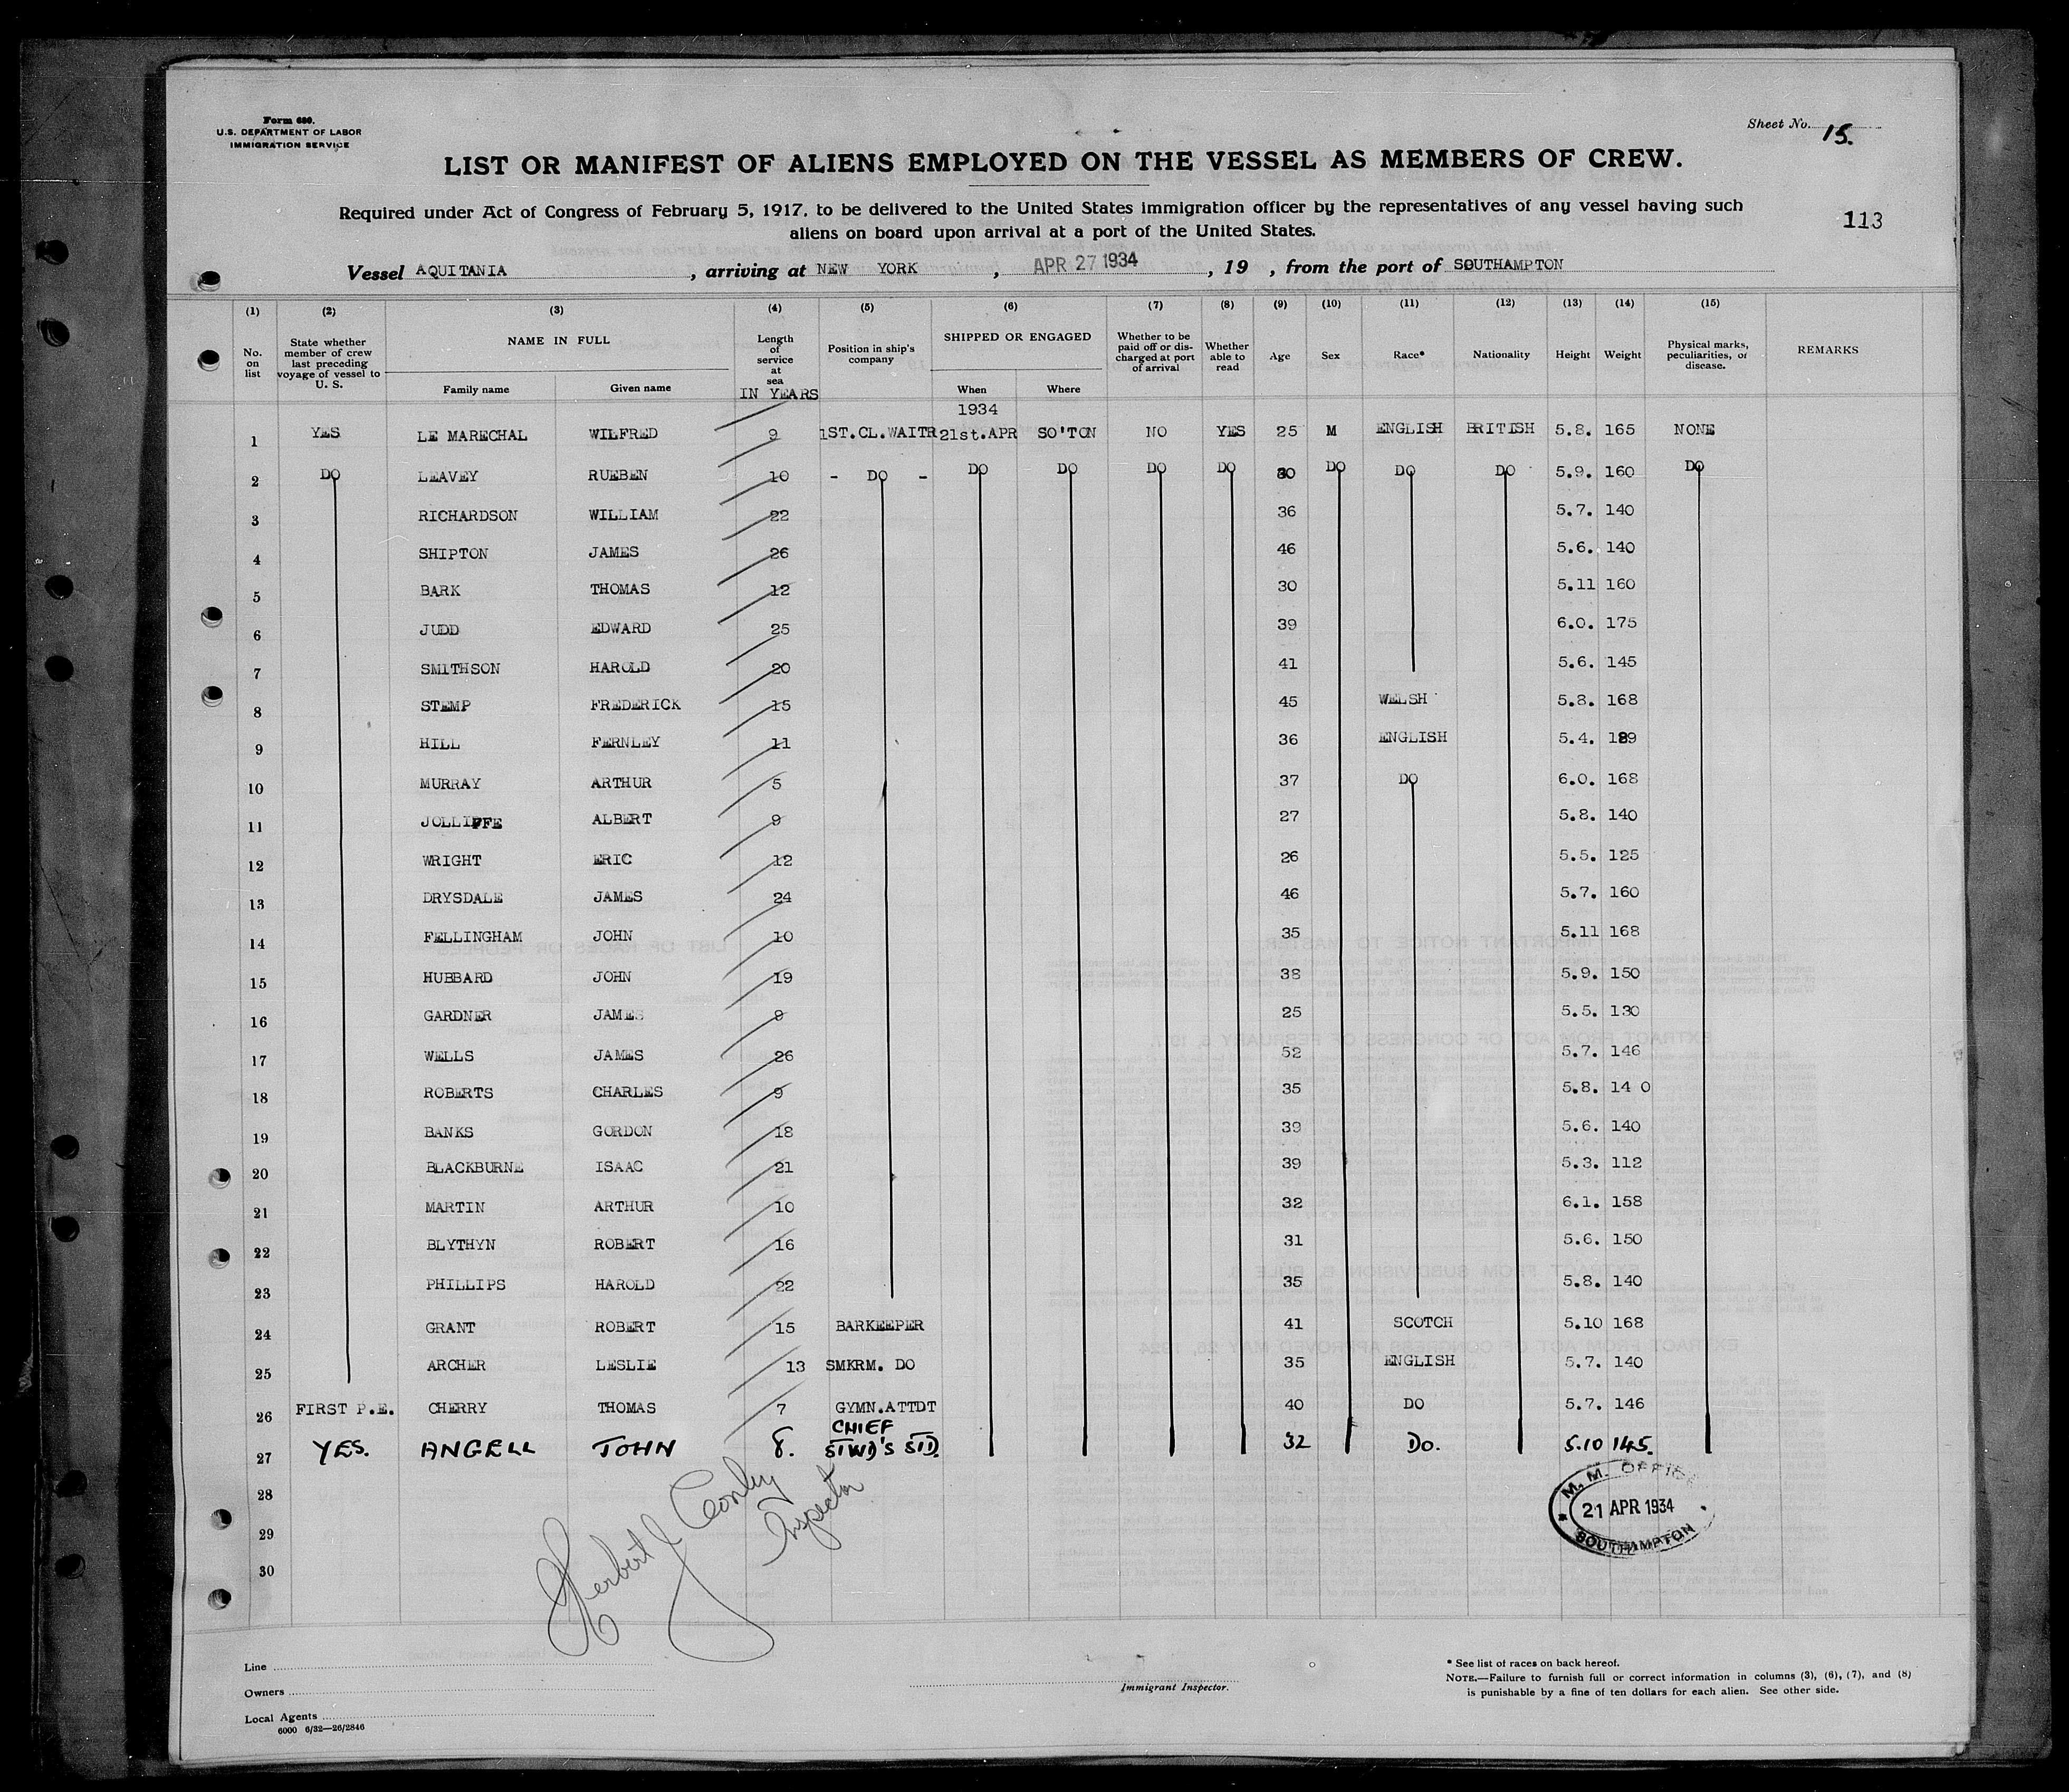 Form 680.
U.S. DEPARTMENT OF LABOR
IMMIGRATION SERVICE
Sheet No. 15.
LIST OR MANIFEST OF ALIENS EMPLOYED ON THE VESSEL AS MEMBERS OF CREW.
Required under Act of Congress of February 5, 1917, to be delivered to the United States immigration officer by the representatives of any vessel having such
aliens on board upon arrival at a port of the United States.
113
Vessel AQUITANIA, arriving at NEW YORK, APR 27 1934, 19 , from the port of SOUTHAMPTON
(1) (2) (3) (4) (5) (6) (7) (8) (9) (10) (11) (12) (13) (14) (15)
No. on list
State whether member of crew last preceding voyage of vessel to U. S.
NAME IN FULL
Family name
Given name
Length of service at sea
IN YEARS
Position in ship's company
SHIPPED OR ENGAGED
When
Where
Whether to be paid off or discharged at port of arrival
Whether able to read
Age
Sex
Race*
Nationality
Height
Weight
Physical marks, peculiarities, or disease.
REMARKS
1934
1 YES LE MARECHAL WILFRED 9 1ST.CL.WAITR 21st.APR SO'TON NO YES 25 M ENGLISH BRITISH 5.8. 165 NONE
2 DO LEAVEY RUEBEN 10 - DO - DO DO DO DO 30 DO DO DO 5.9. 160 DO
3 RICHARDSON WILLIAM 22 36 5.7. 140
4 SHIPTON JAMES 26 46 5.6. 140
5 BARK THOMAS 12 30 5.11 160
6 JUDD EDWARD 25 39 6.0. 175
7 SMITHSON HAROLD 20 41 5.6. 145
8 STEMP FREDERICK 15 45 WELSH 5.8. 168
9 HILL FERNLEY 11 36 ENGLISH 5.4. 189
10 MURRAY ARTHUR 5 37 DO 6.0. 168
11 JOLLIFFE ALBERT 9 27 5.8. 140
12 WRIGHT ERIC 12 26 5.5. 125
13 DRYSDALE JAMES 24 46 5.7. 160
14 FELLINGHAM JOHN 10 35 5.11 168
15 HUBBARD JOHN 19 38 5.9. 150
16 GARDNER JAMES 9 25 5.5. 130
17 WELLS JAMES 26 52 5.7. 146
18 ROBERTS CHARLES 9 35 5.8. 14 0
19 BANKS GORDON 18 39 5.6. 140
20 BLACKBURNE ISAAC 21 39 5.3. 112
21 MARTIN ARTHUR 10 32 6.1. 158
22 BLYTHYN ROBERT 16 31 5.6. 150
23 PHILLIPS HAROLD 22 35 5.8. 140
24 GRANT ROBERT 15 BARKEEPER 41 SCOTCH 5.10 168
25 ARCHER LESLIE 13 SMKRM. DO 35 ENGLISH 5.7. 140
26 FIRST P.E. CHERRY THOMAS 7 GYMN.ATTDT 40 DO 5.7. 146
27 YES. ANGELL JOHN 8. CHIEF STWD'S STD. 32 DO. 5.10 145.
28
29
30
Herbert J Conley
Inspector
M. M. OFFICE
21 APR 1934
SOUTHAMPTON
Line
Owners
Local Agents
6000 6/32—26/2846
Immigrant Inspector.
* See list of races on back hereof.
NOTE.—Failure to furnish full or correct information in columns (3), (6), (7), and (8)
is punishable by a fine of ten dollars for each alien. See other side.